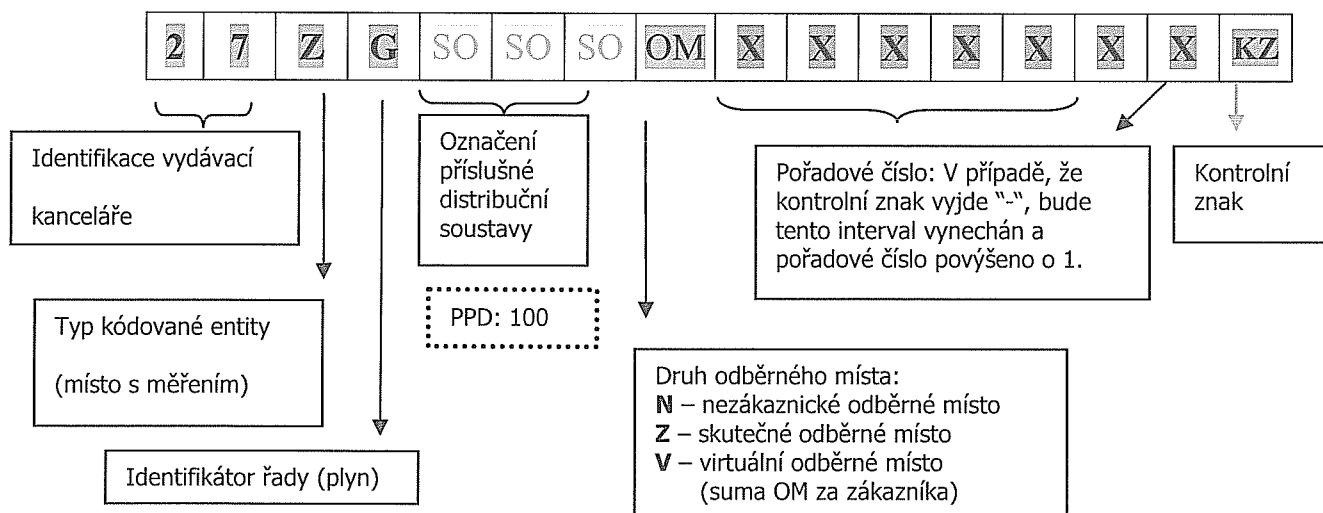 2 7 Z G SO SO SO OM X X X X X X X KZ
Identifikace vydávací
kanceláře
Označení
příslušné
distribuční
soustavy
Pořadové číslo: V případě, že
kontrolní znak vyjde “-“, bude
tento interval vynechán a
pořadové číslo povýšeno o 1.
Kontrolní
znak
Typ kódované entity
(místo s měřením)
PPD: 100
Druh odběrného místa:
N – nezákaznické odběrné místo
Z – skutečné odběrné místo
V – virtuální odběrné místo
(suma OM za zákazníka)
Identifikátor řady (plyn)